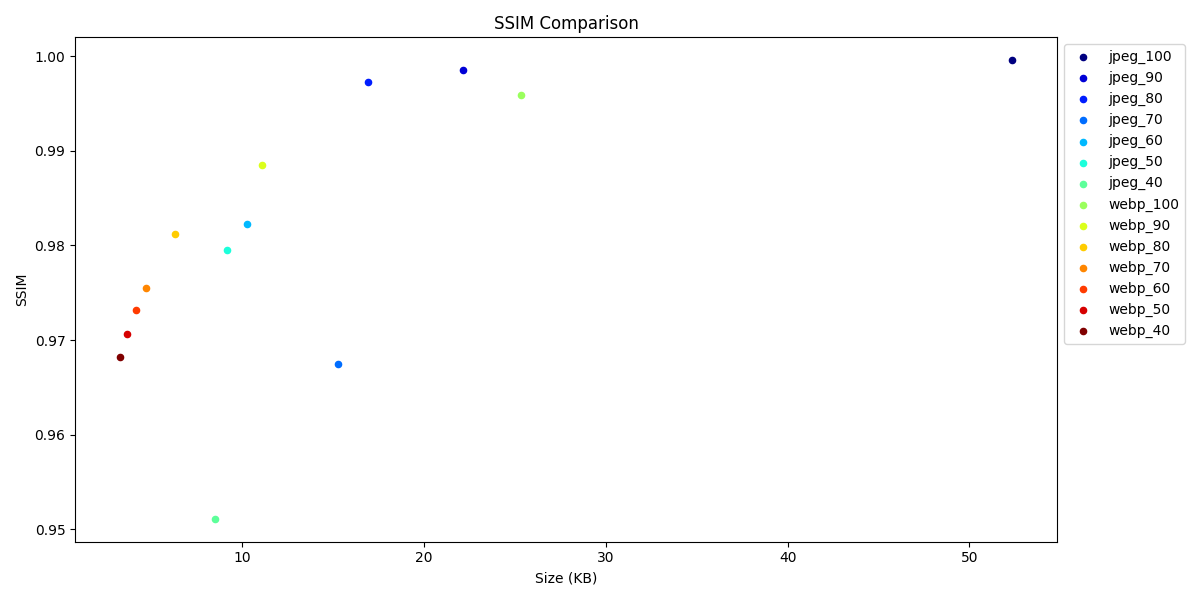 SSIM Comparison
1.00
0.99
0.98
0.97
0.96
0.95
SSIM
10
20
30
40
50
Size (KB)
jpeg_100
jpeg_90
jpeg_80
jpeg_70
jpeg_60
jpeg_50
jpeg_40
webp_100
webp_90
webp_80
webp_70
webp_60
webp_50
webp_40